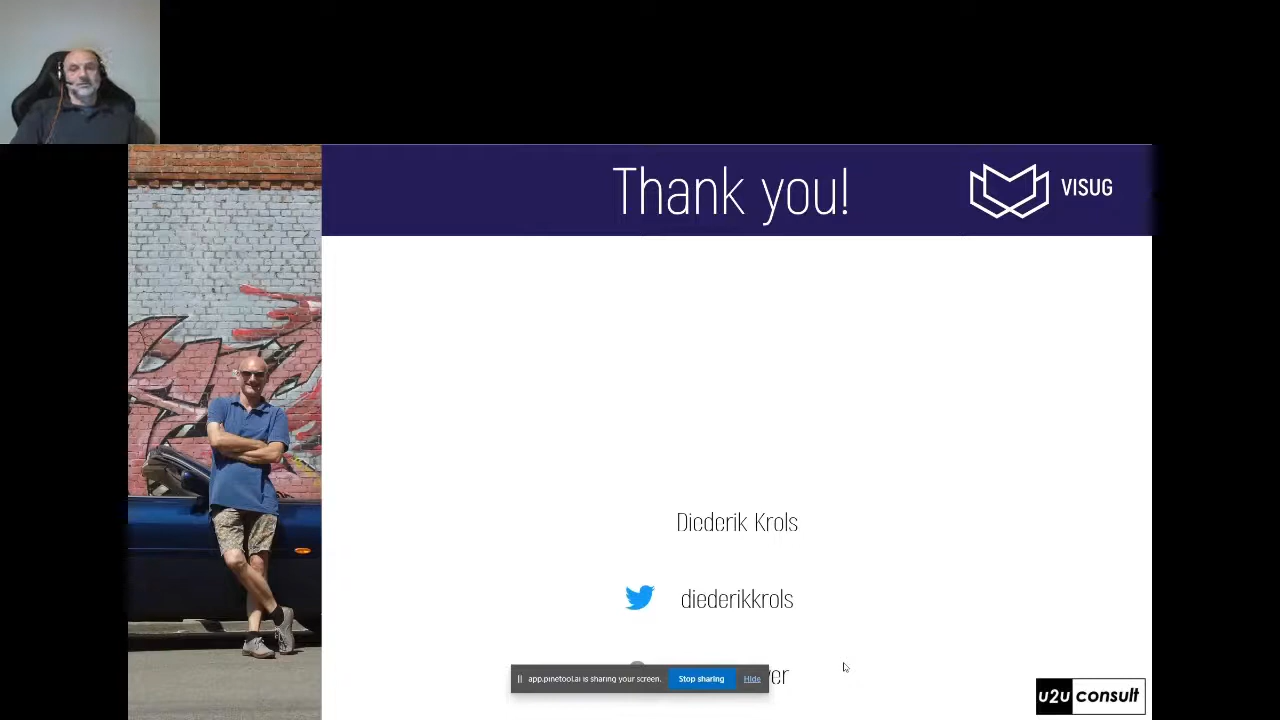 Thank you!
VISUG
Diederik Krols
diederikkrols
app.pinetool.ai is sharing your screen.
Stop sharing
Hide
u2u consult